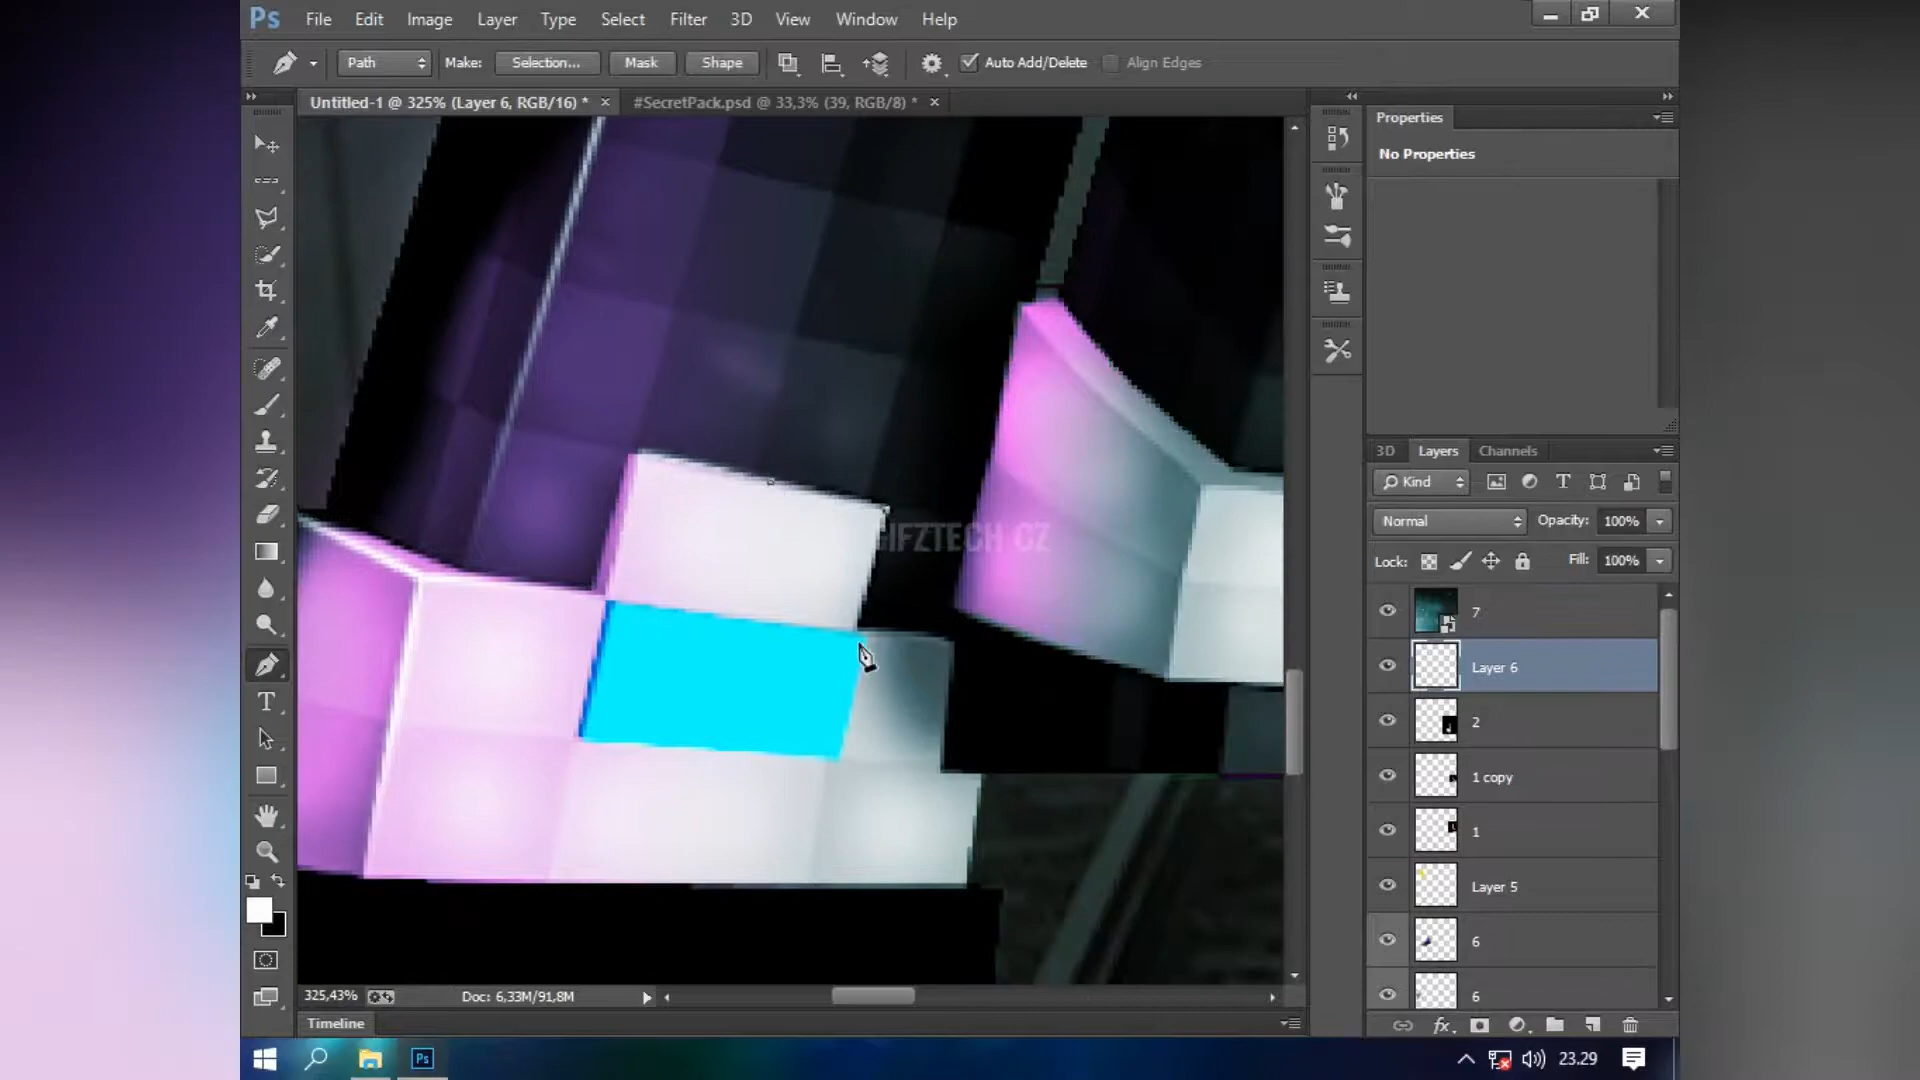 Ps File Edit Image Layer Type Select Filter 3D View Window Help
Path Make: Selection... Mask Shape Auto Add/Delete Align Edges
Untitled-1 @ 325% (Layer 6, RGB/16) * × #SecretPack.psd @ 33,3% (39, RGB/8) * ×
Properties
No Properties
3D Layers Channels
Kind
Normal Opacity: 100%
Lock: Fill: 100%
7
Layer 6
2
1 copy
1
Layer 5
6
6
fx
GIFZTECH CZ
T
325,43% Doc: 6,33M/91,8M
Timeline
Ps 23.29